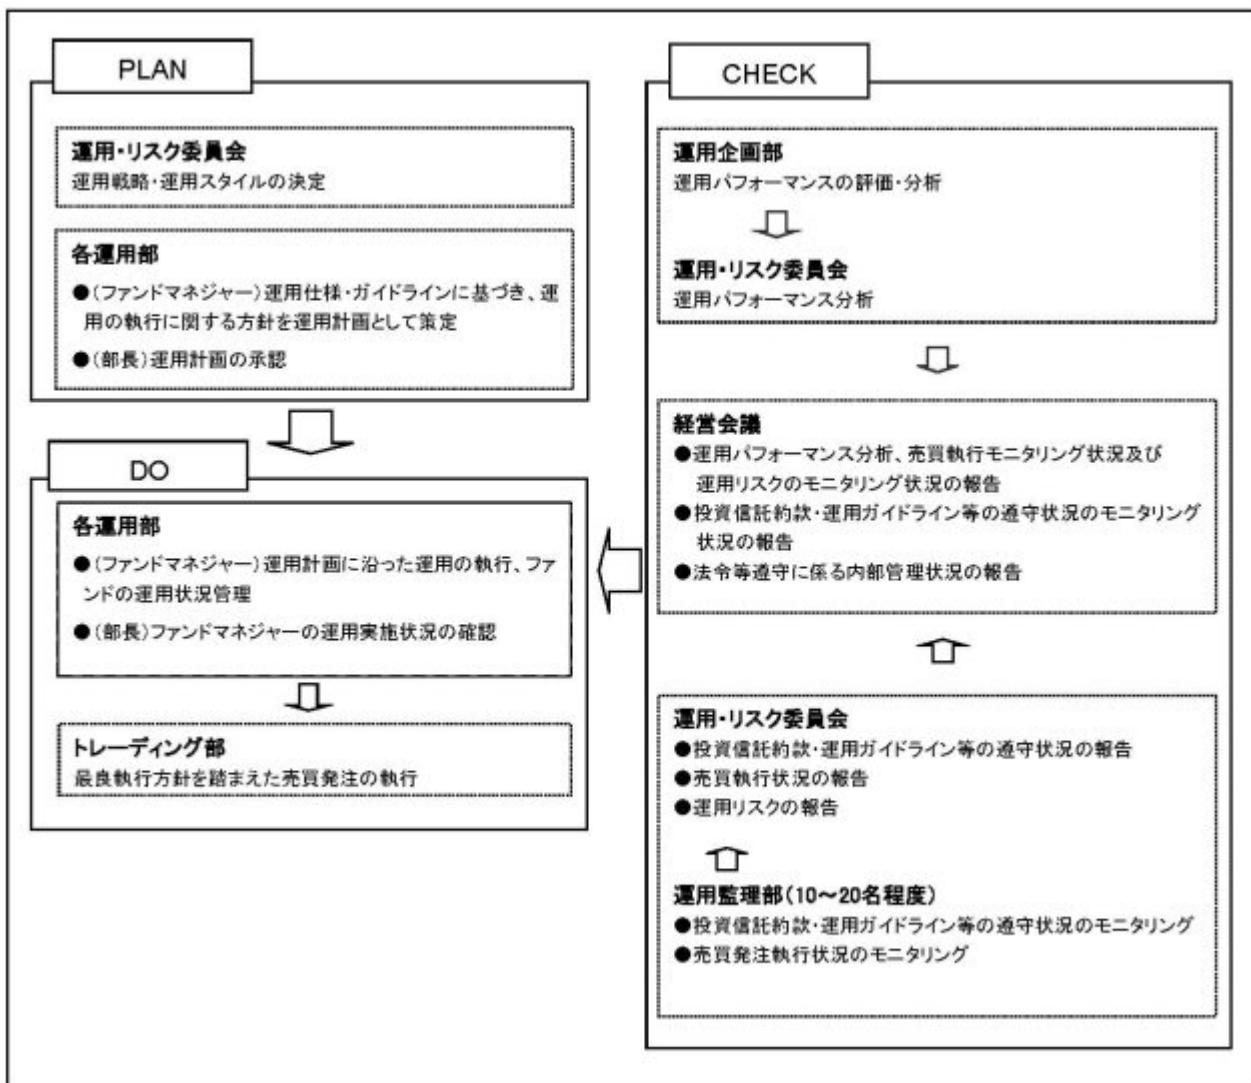 PLAN
運用・リスク委員会
運用戦略・運用スタイルの決定
各運用部
●(ファンドマネジャー)運用仕様・ガイドラインに基づき、運
用の執行に関する方針を運用計画として策定
●(部長)運用計画の承認
DO
各運用部
●(ファンドマネジャー)運用計画に沿った運用の執行、ファ
ンドの運用状況管理
●(部長)ファンドマネジャーの運用実施状況の確認
トレーディング部
最良執行方針を踏まえた売買発注の執行
CHECK
運用企画部
運用パフォーマンスの評価・分析
運用・リスク委員会
運用パフォーマンス分析
経営会議
●運用パフォーマンス分析、売買執行モニタリング状況及び
運用リスクのモニタリング状況の報告
●投資信託約款・運用ガイドライン等の遵守状況のモニタリング
状況の報告
●法令等遵守に係る内部管理状況の報告
運用・リスク委員会
●投資信託約款・運用ガイドライン等の遵守状況の報告
●売買執行状況の報告
●運用リスクの報告
運用監理部(10～20名程度)
●投資信託約款・運用ガイドライン等の遵守状況のモニタリング
●売買発注執行状況のモニタリング